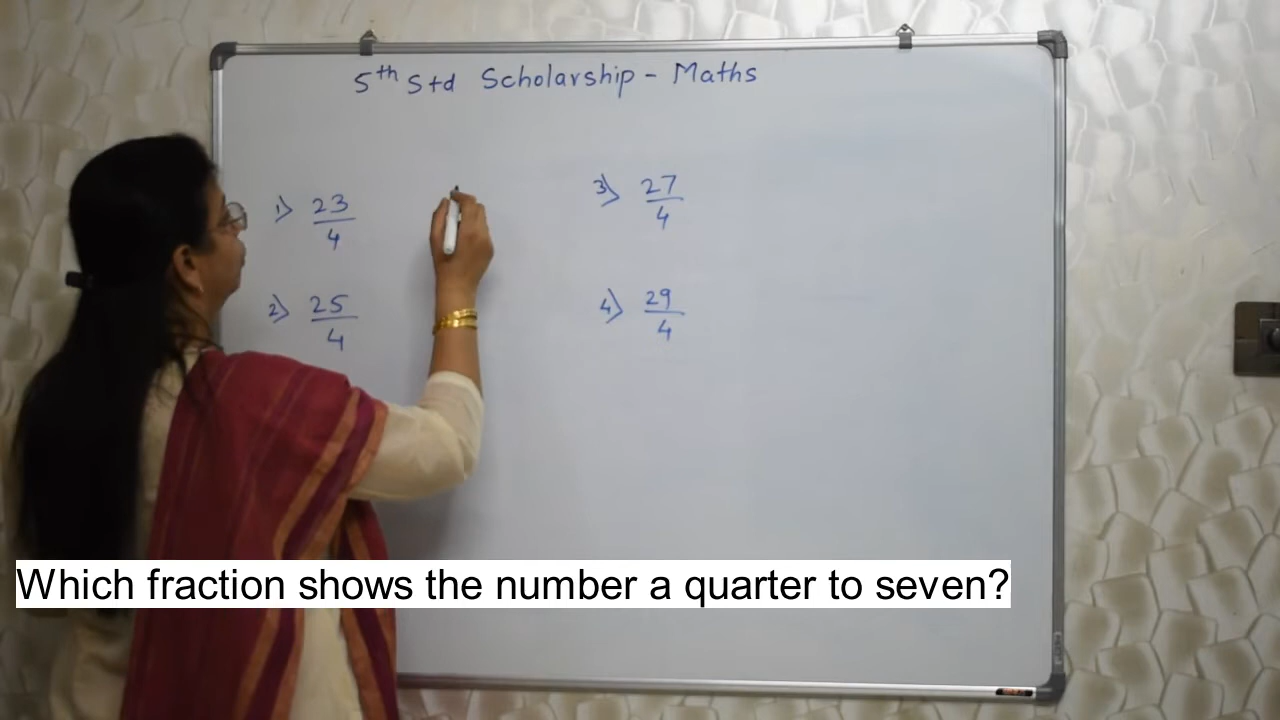 5th Std Scholarship - Maths
1) 23/4
3) 27/4
2) 25/4
4) 29/4
Which fraction shows the number a quarter to seven?